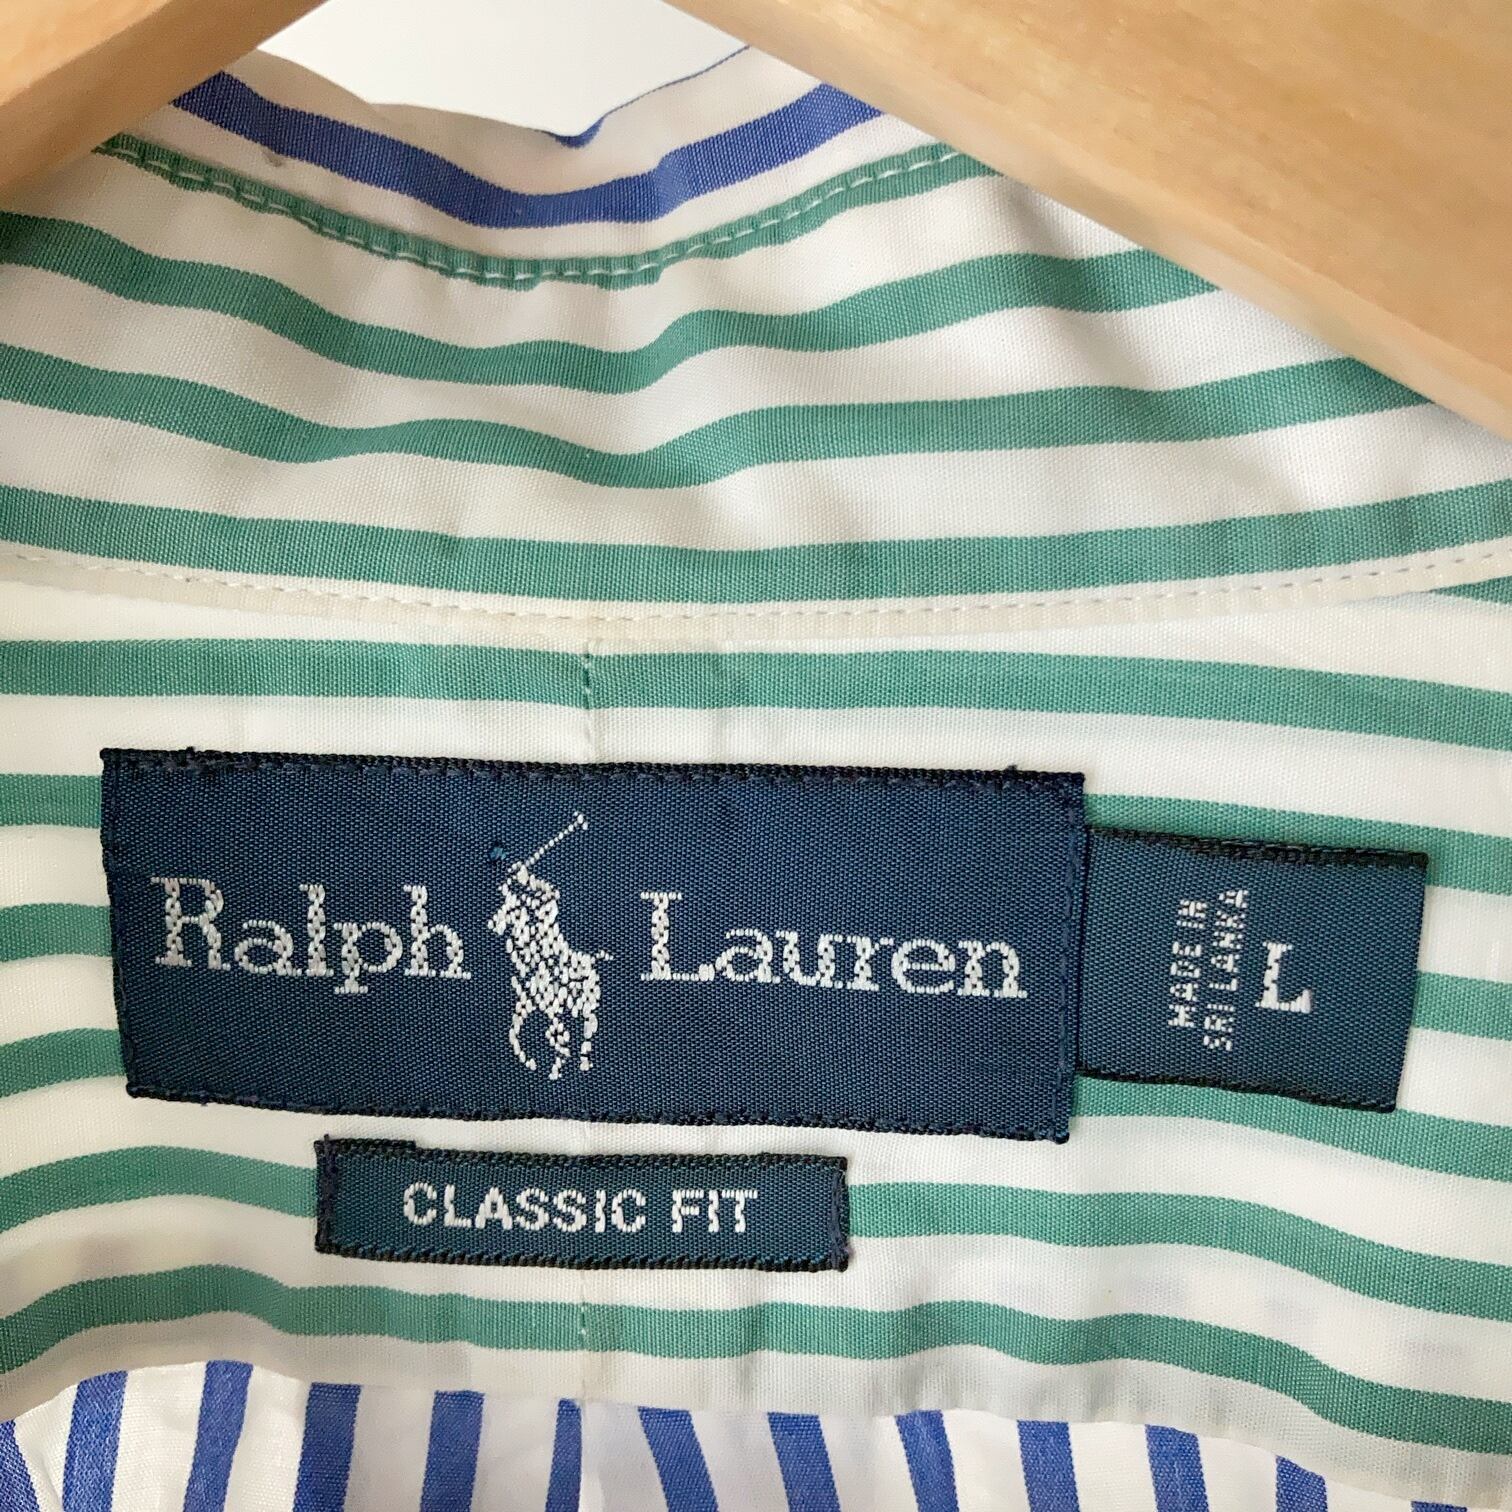 Ralph Lauren
MADE IN
SRI LANKA
L
CLASSIC FIT